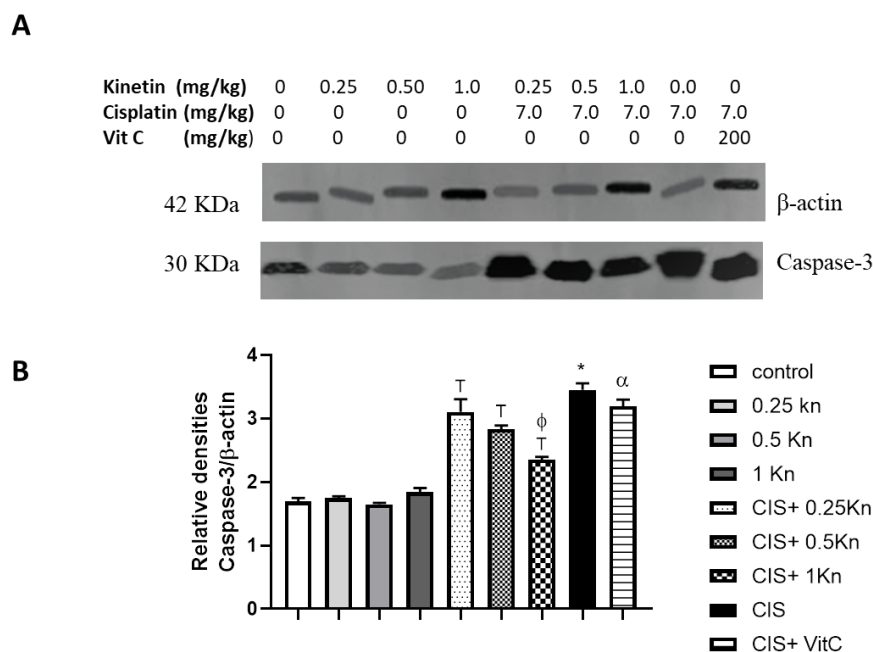 A
Kinetin (mg/kg) 0 0.25 0.50 1.0 0.25 0.5 1.0 0.0 0
Cisplatin (mg/kg) 0 0 0 0 7.0 7.0 7.0 7.0 7.0
Vit C (mg/kg) 0 0 0 0 0 0 0 0 200
42 KDa β-actin
30 KDa Caspase-3
B
Relative densities
Caspase-3/β-actin
4
3
2
1
0
T
T
ϕ
T
*
α
control
0.25 kn
0.5 Kn
1 Kn
CIS+ 0.25Kn
CIS+ 0.5Kn
CIS+ 1Kn
CIS
CIS+ VitC